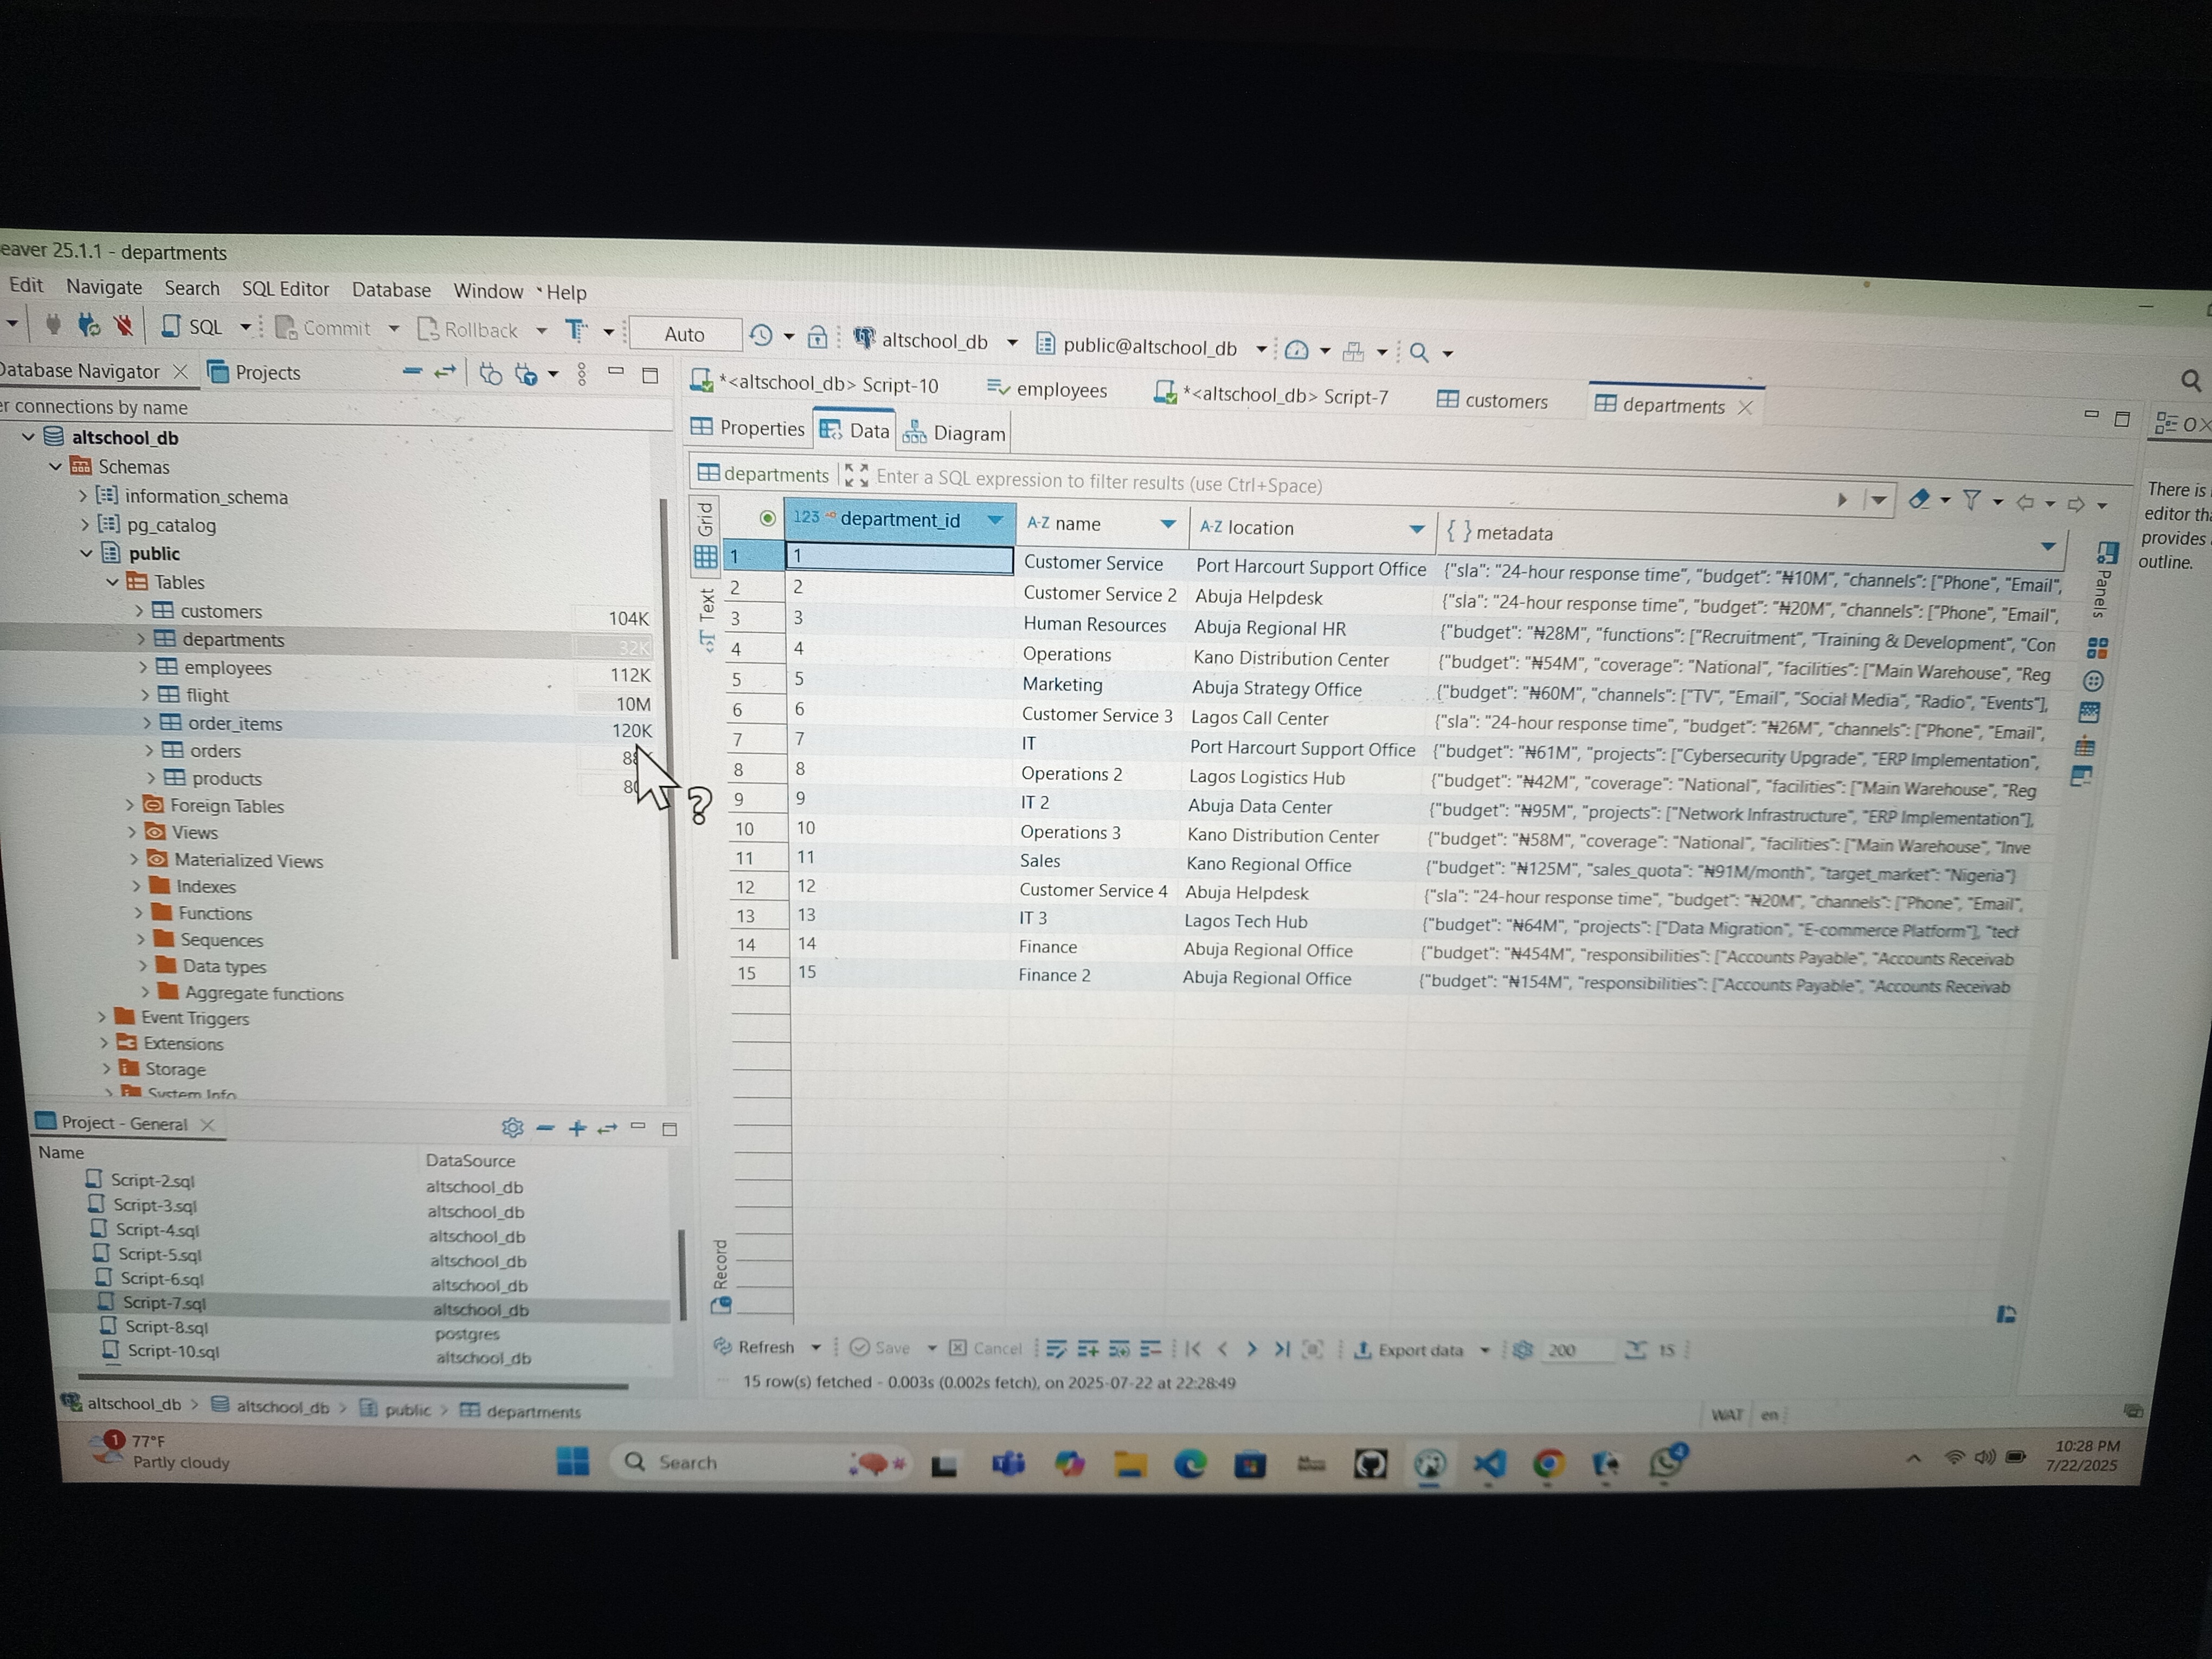 eaver 25.1.1 - departments
Edit Navigate Search SQL Editor Database Window Help
SQL Commit Rollback T Auto altschool_db public@altschool_db
Database Navigator Projects
er connections by name
altschool_db
Schemas
information_schema
pg_catalog
public
Tables
customers 104K
departments 32K
employees 112K
flight 10M
order_items 120K
orders
products
Foreign Tables
Views
Materialized Views
Indexes
Functions
Sequences
Data types
Aggregate functions
Event Triggers
Extensions
Storage
System Info
Project - General
Name DataSource
Script-2.sql altschool_db
Script-3.sql altschool_db
Script-4.sql altschool_db
Script-5.sql altschool_db
Script-6.sql altschool_db
Script-7.sql altschool_db
Script-8.sql postgres
Script-10.sql altschool_db
*<altschool_db> Script-10 employees *<altschool_db> Script-7 customers departments
Properties Data Diagram
departments Enter a SQL expression to filter results (use Ctrl+Space)
Grid
Text
Record
123 department_id A-Z name A-Z location { } metadata
1 1 Customer Service Port Harcourt Support Office {"sla": "24-hour response time", "budget": "₦10M", "channels": ["Phone", "Email",
2 2 Customer Service 2 Abuja Helpdesk {"sla": "24-hour response time", "budget": "₦20M", "channels": ["Phone", "Email",
3 3 Human Resources Abuja Regional HR {"budget": "₦28M", "functions": ["Recruitment", "Training & Development", "Con
4 4 Operations Kano Distribution Center {"budget": "₦54M", "coverage": "National", "facilities": ["Main Warehouse", "Reg
5 5 Marketing Abuja Strategy Office {"budget": "₦60M", "channels": ["TV", "Email", "Social Media", "Radio", "Events"],
6 6 Customer Service 3 Lagos Call Center {"sla": "24-hour response time", "budget": "₦26M", "channels": ["Phone", "Email",
7 7 IT Port Harcourt Support Office {"budget": "₦61M", "projects": ["Cybersecurity Upgrade", "ERP Implementation",
8 8 Operations 2 Lagos Logistics Hub {"budget": "₦42M", "coverage": "National", "facilities": ["Main Warehouse", "Reg
9 9 IT 2 Abuja Data Center {"budget": "₦95M", "projects": ["Network Infrastructure", "ERP Implementation"],
10 10 Operations 3 Kano Distribution Center {"budget": "₦58M", "coverage": "National", "facilities": ["Main Warehouse", "Inve
11 11 Sales Kano Regional Office {"budget": "₦125M", "sales_quota": "₦91M/month", "target_market": "Nigeria"}
12 12 Customer Service 4 Abuja Helpdesk {"sla": "24-hour response time", "budget": "₦20M", "channels": ["Phone", "Email",
13 13 IT 3 Lagos Tech Hub {"budget": "₦64M", "projects": ["Data Migration", "E-commerce Platform"], "tech
14 14 Finance Abuja Regional Office {"budget": "₦454M", "responsibilities": ["Accounts Payable", "Accounts Receivab
15 15 Finance 2 Abuja Regional Office {"budget": "₦154M", "responsibilities": ["Accounts Payable", "Accounts Receivab
Panels
There is
editor tha
provides
outline.
Refresh Save Cancel Export data 200 15
15 row(s) fetched - 0.003s (0.002s fetch), on 2025-07-22 at 22:28:49
altschool_db > altschool_db > public > departments
WAT en
1 77°F
Partly cloudy
Search
4
10:28 PM
7/22/2025